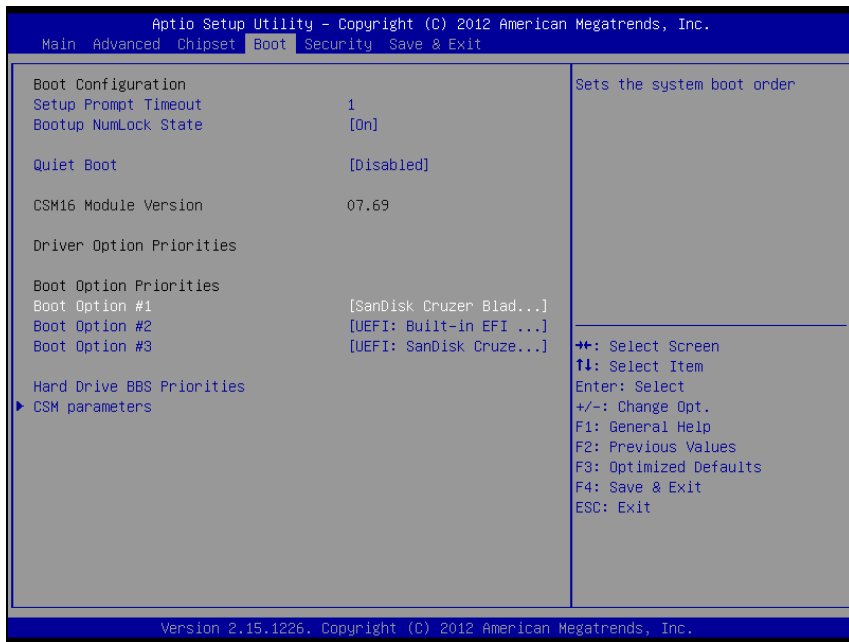 Aptio Setup Utility – Copyright (C) 2012 American Megatrends, Inc.
Main Advanced Chipset Boot Security Save & Exit
Boot Configuration
Setup Prompt Timeout 1
Bootup NumLock State [On]
Quiet Boot [Disabled]
CSM16 Module Version 07.69
Driver Option Priorities
Boot Option Priorities
Boot Option #1 [SanDisk Cruzer Blad...]
Boot Option #2 [UEFI: Built-in EFI ...]
Boot Option #3 [UEFI: SanDisk Cruze...]
Hard Drive BBS Priorities
CSM parameters
Sets the system boot order
→←: Select Screen
↑↓: Select Item
Enter: Select
+/-: Change Opt.
F1: General Help
F2: Previous Values
F3: Optimized Defaults
F4: Save & Exit
ESC: Exit
Version 2.15.1226. Copyright (C) 2012 American Megatrends, Inc.